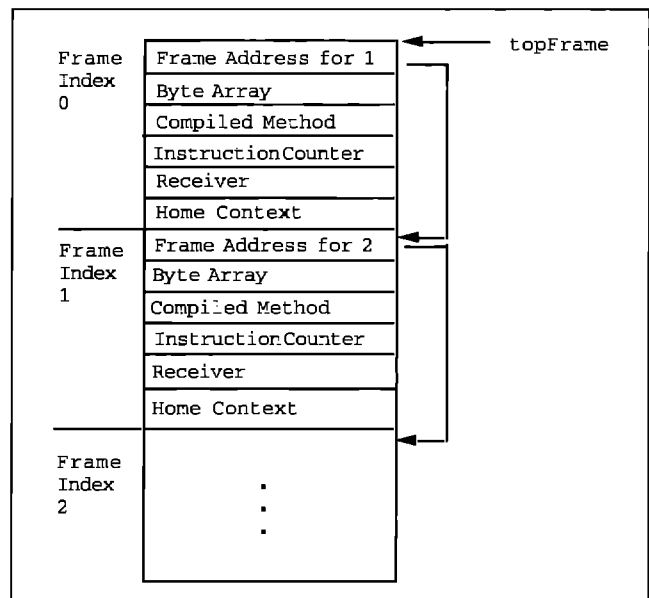 topFrame
Frame
Index
0
Frame Address for 1
Byte Array
Compiled Method
InstructionCounter
Receiver
Home Context
Frame
Index
1
Frame Address for 2
Byte Array
Compiled Method
InstructionCounter
Receiver
Home Context
Frame
Index
2